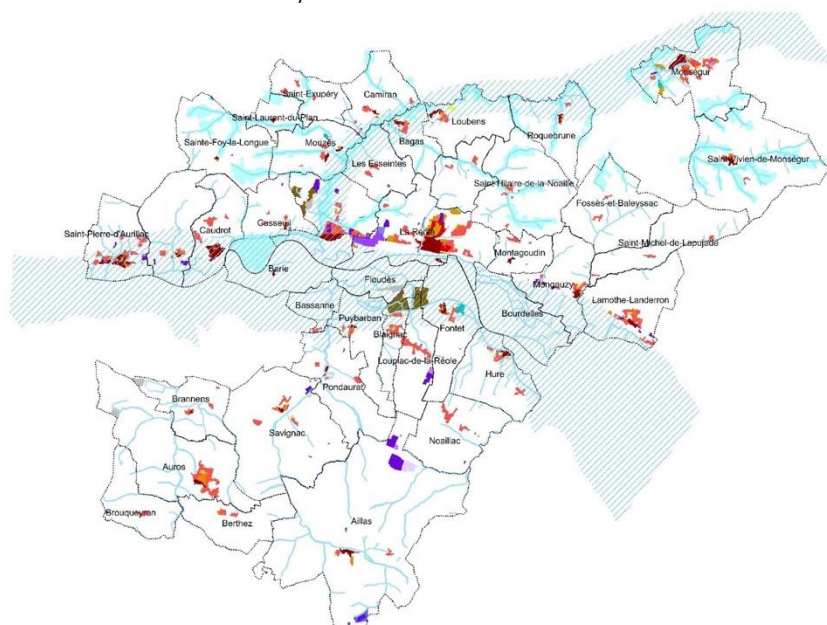 Monségur
Saint-Exupéry
Camiran
Saint-Laurent-du-Plan
Loubens
Roquebrune
Sainte-Foy-la-Longue
Mourzès
Bagas
Les Esseintes
Saint-Vivien-de-Monségur
Saint-Hilaire-de-la-Noaille
Fossès-et-Baleyssac
Saint-Pierre-d'Aurillac
Caudrot
Gasseuil
La Réole
Saint-Michel-de-Lapujade
Montagoudin
Barie
Floudès
Mongauzy
Bassanne
Puybarban
Lamothe-Landerron
Fontet
Bourdelles
Blaignac
Loupiac-de-la-Réole
Hure
Pondaurat
Brannens
Savignac
Noaillac
Auros
Brouqueyran
Berthez
Aillas